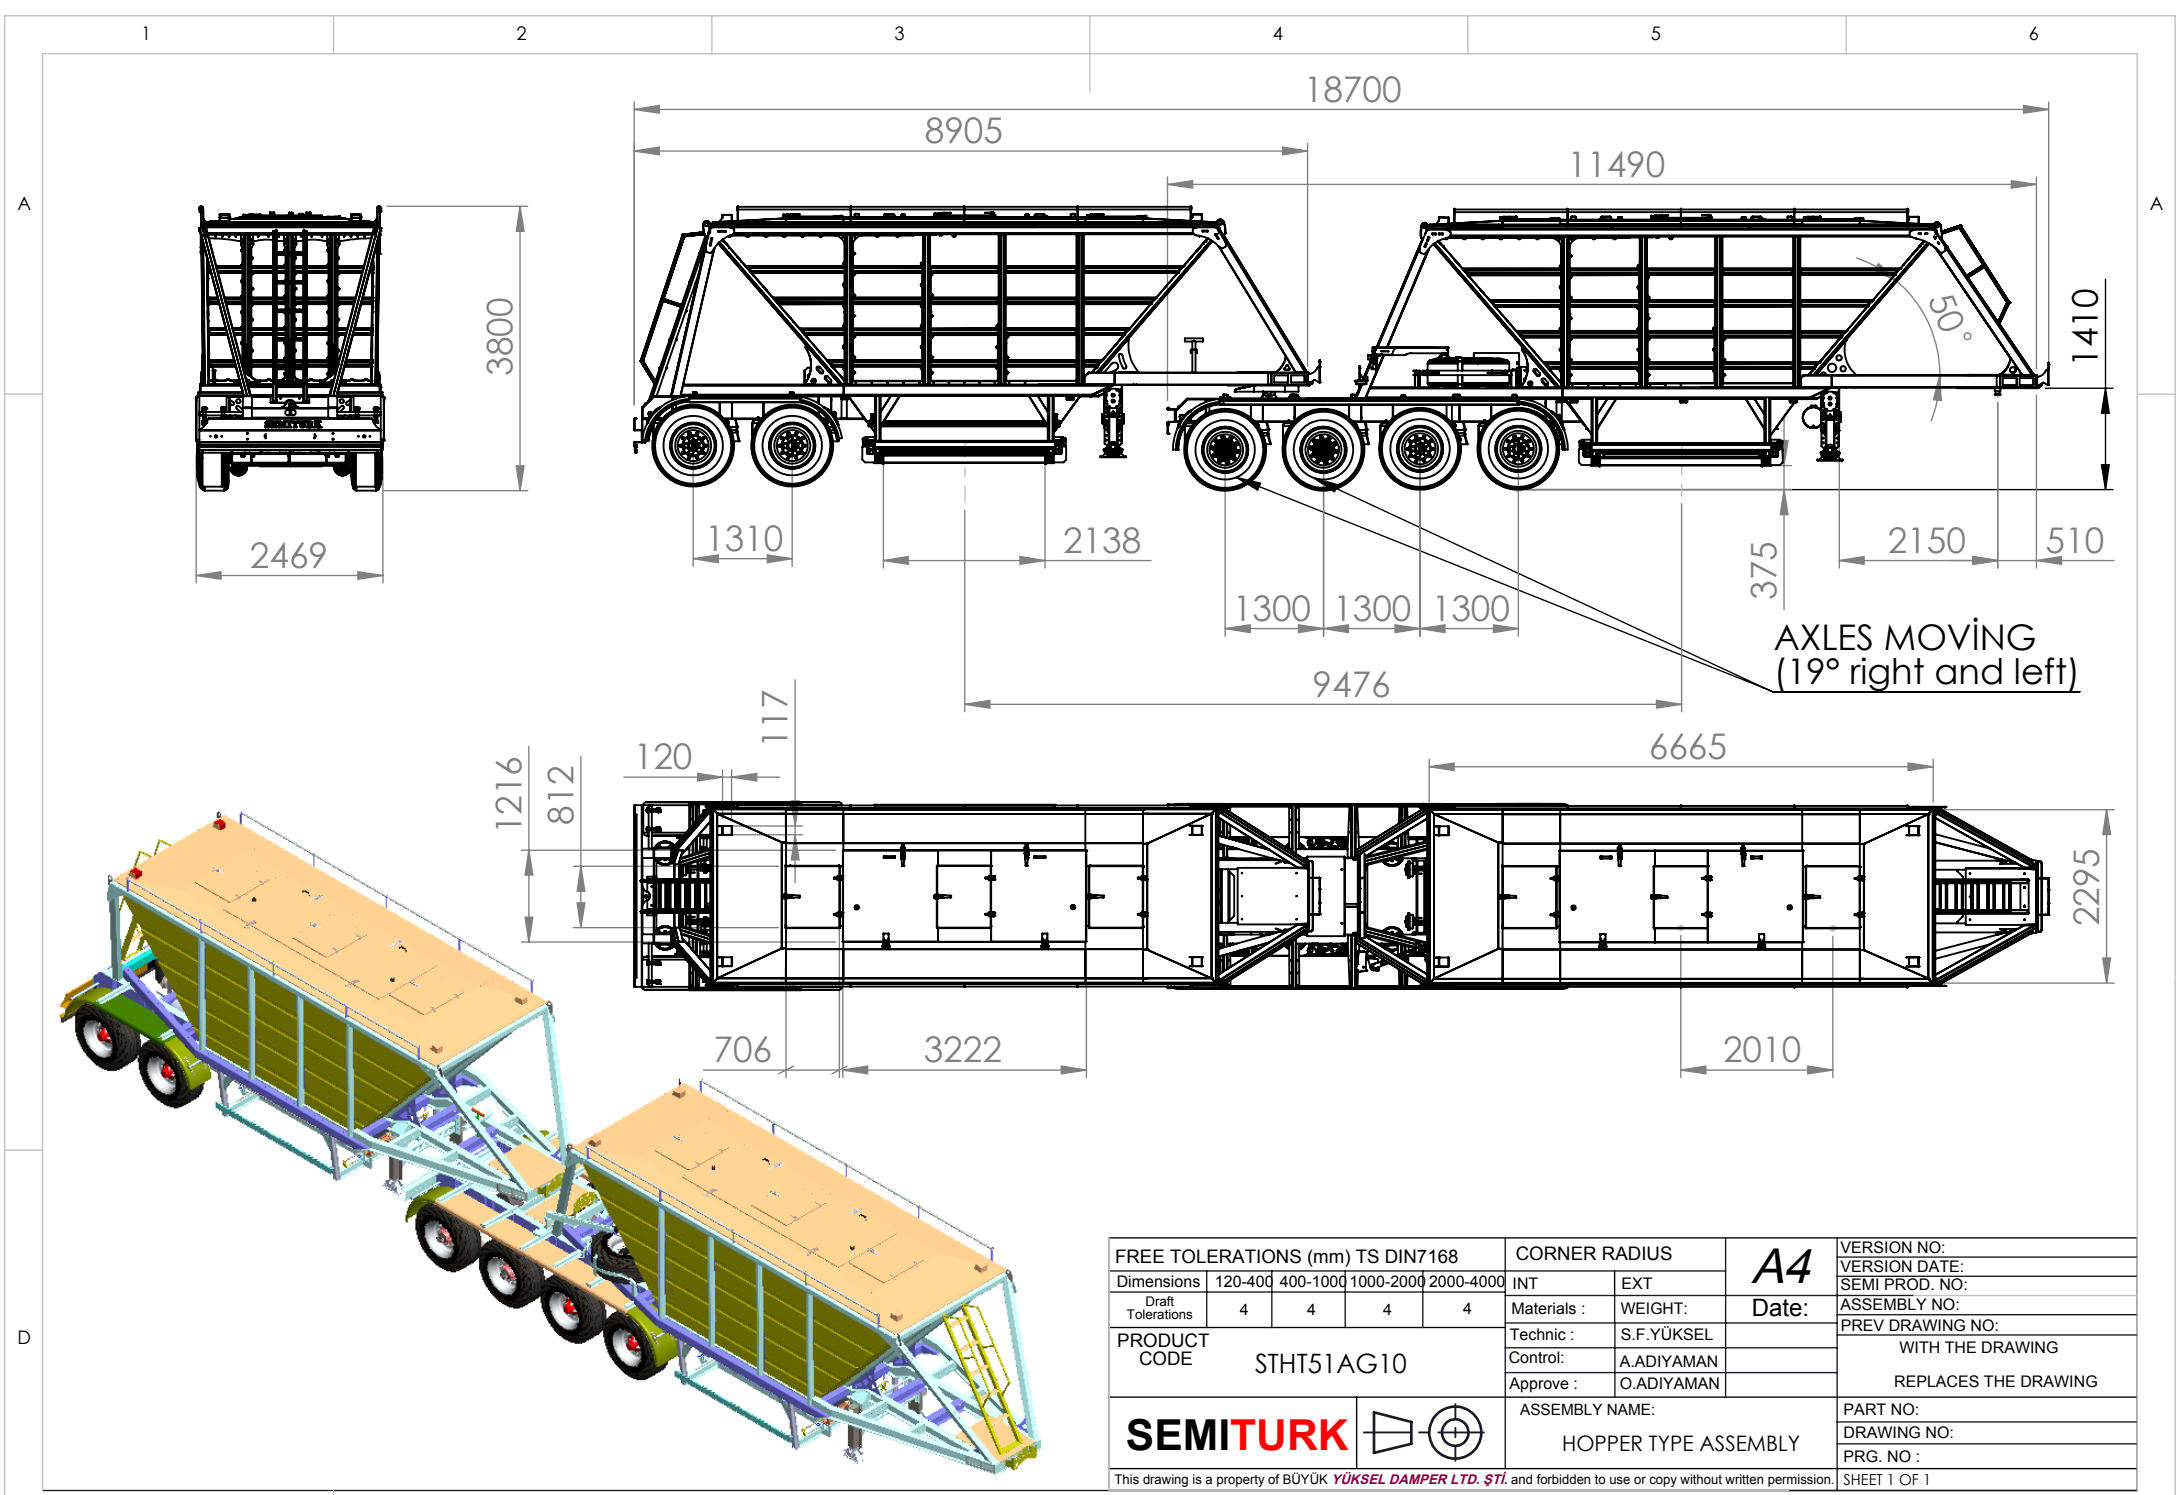 1 2 3 4 5 6
18700
8905
11490
A A
3800
50°
1410
SEMITURK
2469
1310
2138
375
2150
510
1300 1300 1300
AXLES MOVİNG
(19° right and left)
9476
117
120
1216
812
6665
2295
706
3222
2010
D
FREE TOLERATIONS (mm) TS DIN7168
Dimensions 120-400 400-1000 1000-2000 2000-4000
Draft
Tolerations 4 4 4 4
PRODUCT
CODE
STHT51AG10
CORNER RADIUS
INT EXT
Materials : WEIGHT:
Technic : S.F.YÜKSEL
Control: A.ADIYAMAN
Approve : O.ADIYAMAN
A4
Date:
VERSION NO:
VERSION DATE:
SEMI PROD. NO:
ASSEMBLY NO:
PREV DRAWING NO:
WITH THE DRAWING
REPLACES THE DRAWING
SEMITURK
ASSEMBLY NAME:
HOPPER TYPE ASSEMBLY
PART NO:
DRAWING NO:
PRG. NO :
This drawing is a property of BÜYÜK YÜKSEL DAMPER LTD. ŞTİ. and forbidden to use or copy without written permission.
SHEET 1 OF 1